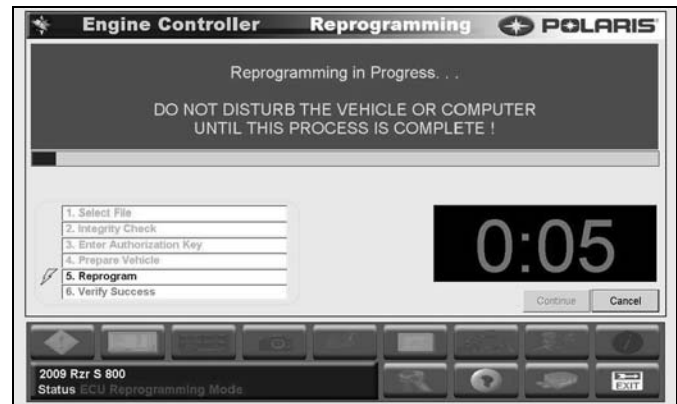 Engine Controller Reprogramming POLARIS
Reprogramming in Progress. . .
DO NOT DISTURB THE VEHICLE OR COMPUTER
UNTIL THIS PROCESS IS COMPLETE !
1. Select File
2. Integrity Check
3. Enter Authorization Key
4. Prepare Vehicle
5. Reprogram
6. Verify Success
0:05
Continue Cancel
2009 Rzr S 800
Status ECU Reprogramming Mode
EXIT